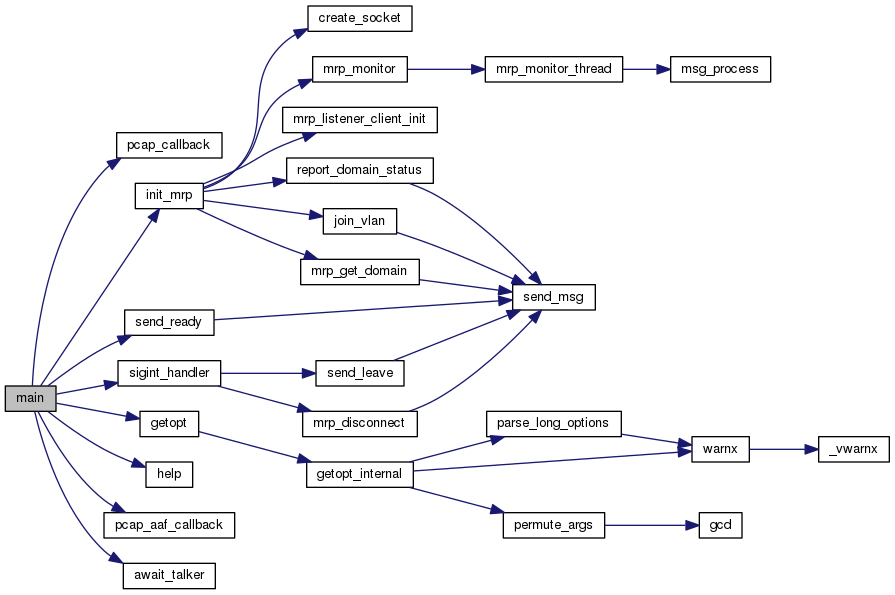 create_socket
mrp_monitor
mrp_monitor_thread
msg_process
mrp_listener_client_init
pcap_callback
report_domain_status
init_mrp
join_vlan
mrp_get_domain
send_msg
send_ready
sigint_handler
send_leave
main
getopt
mrp_disconnect
parse_long_options
warnx
_vwarnx
help
getopt_internal
pcap_aaf_callback
permute_args
gcd
await_talker